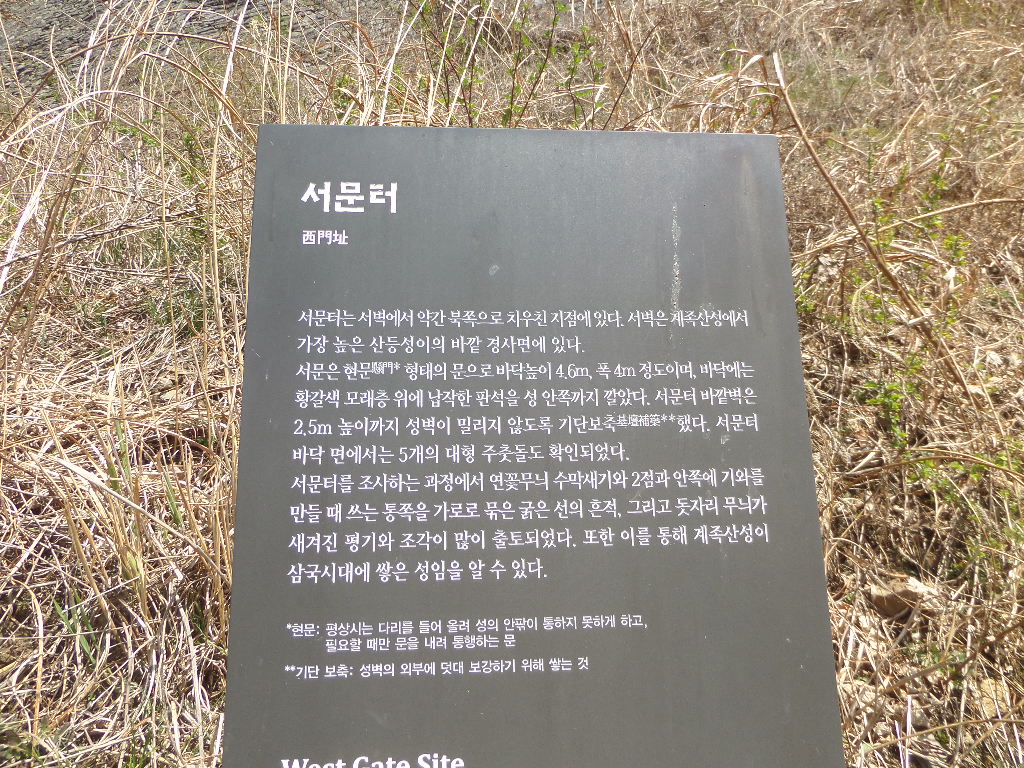 서문터
西門址
서문터는 서벽에서 약간 북쪽으로 치우친 지점에 있다. 서벽은 계족산성에서
가장 높은 산등성이의 바깥 경사면에 있다.
서문은 현문懸門* 형태의 문으로 바닥높이 4.6m, 폭 4m 정도이며, 바닥에는
황갈색 모래층 위에 납작한 판석을 성 안쪽까지 깔았다. 서문터 바깥벽은
2.5m 높이까지 성벽이 밀리지 않도록 기단보축基壇補築**했다. 서문터
바닥 면에서는 5개의 대형 주춧돌도 확인되었다.
서문터를 조사하는 과정에서 연꽃무늬 수막새기와 2점과 안쪽에 기와를
만들 때 쓰는 통쪽을 가로로 묶은 굵은 선의 흔적, 그리고 돗자리 무늬가
새겨진 평기와 조각이 많이 출토되었다. 또한 이를 통해 계족산성이
삼국시대에 쌓은 성임을 알 수 있다.
*현문: 평상시는 다리를 들어 올려 성의 안팎이 통하지 못하게 하고,
필요할 때만 문을 내려 통행하는 문
**기단 보축: 성벽의 외부에 덧대 보강하기 위해 쌓는 것
West Gate Site